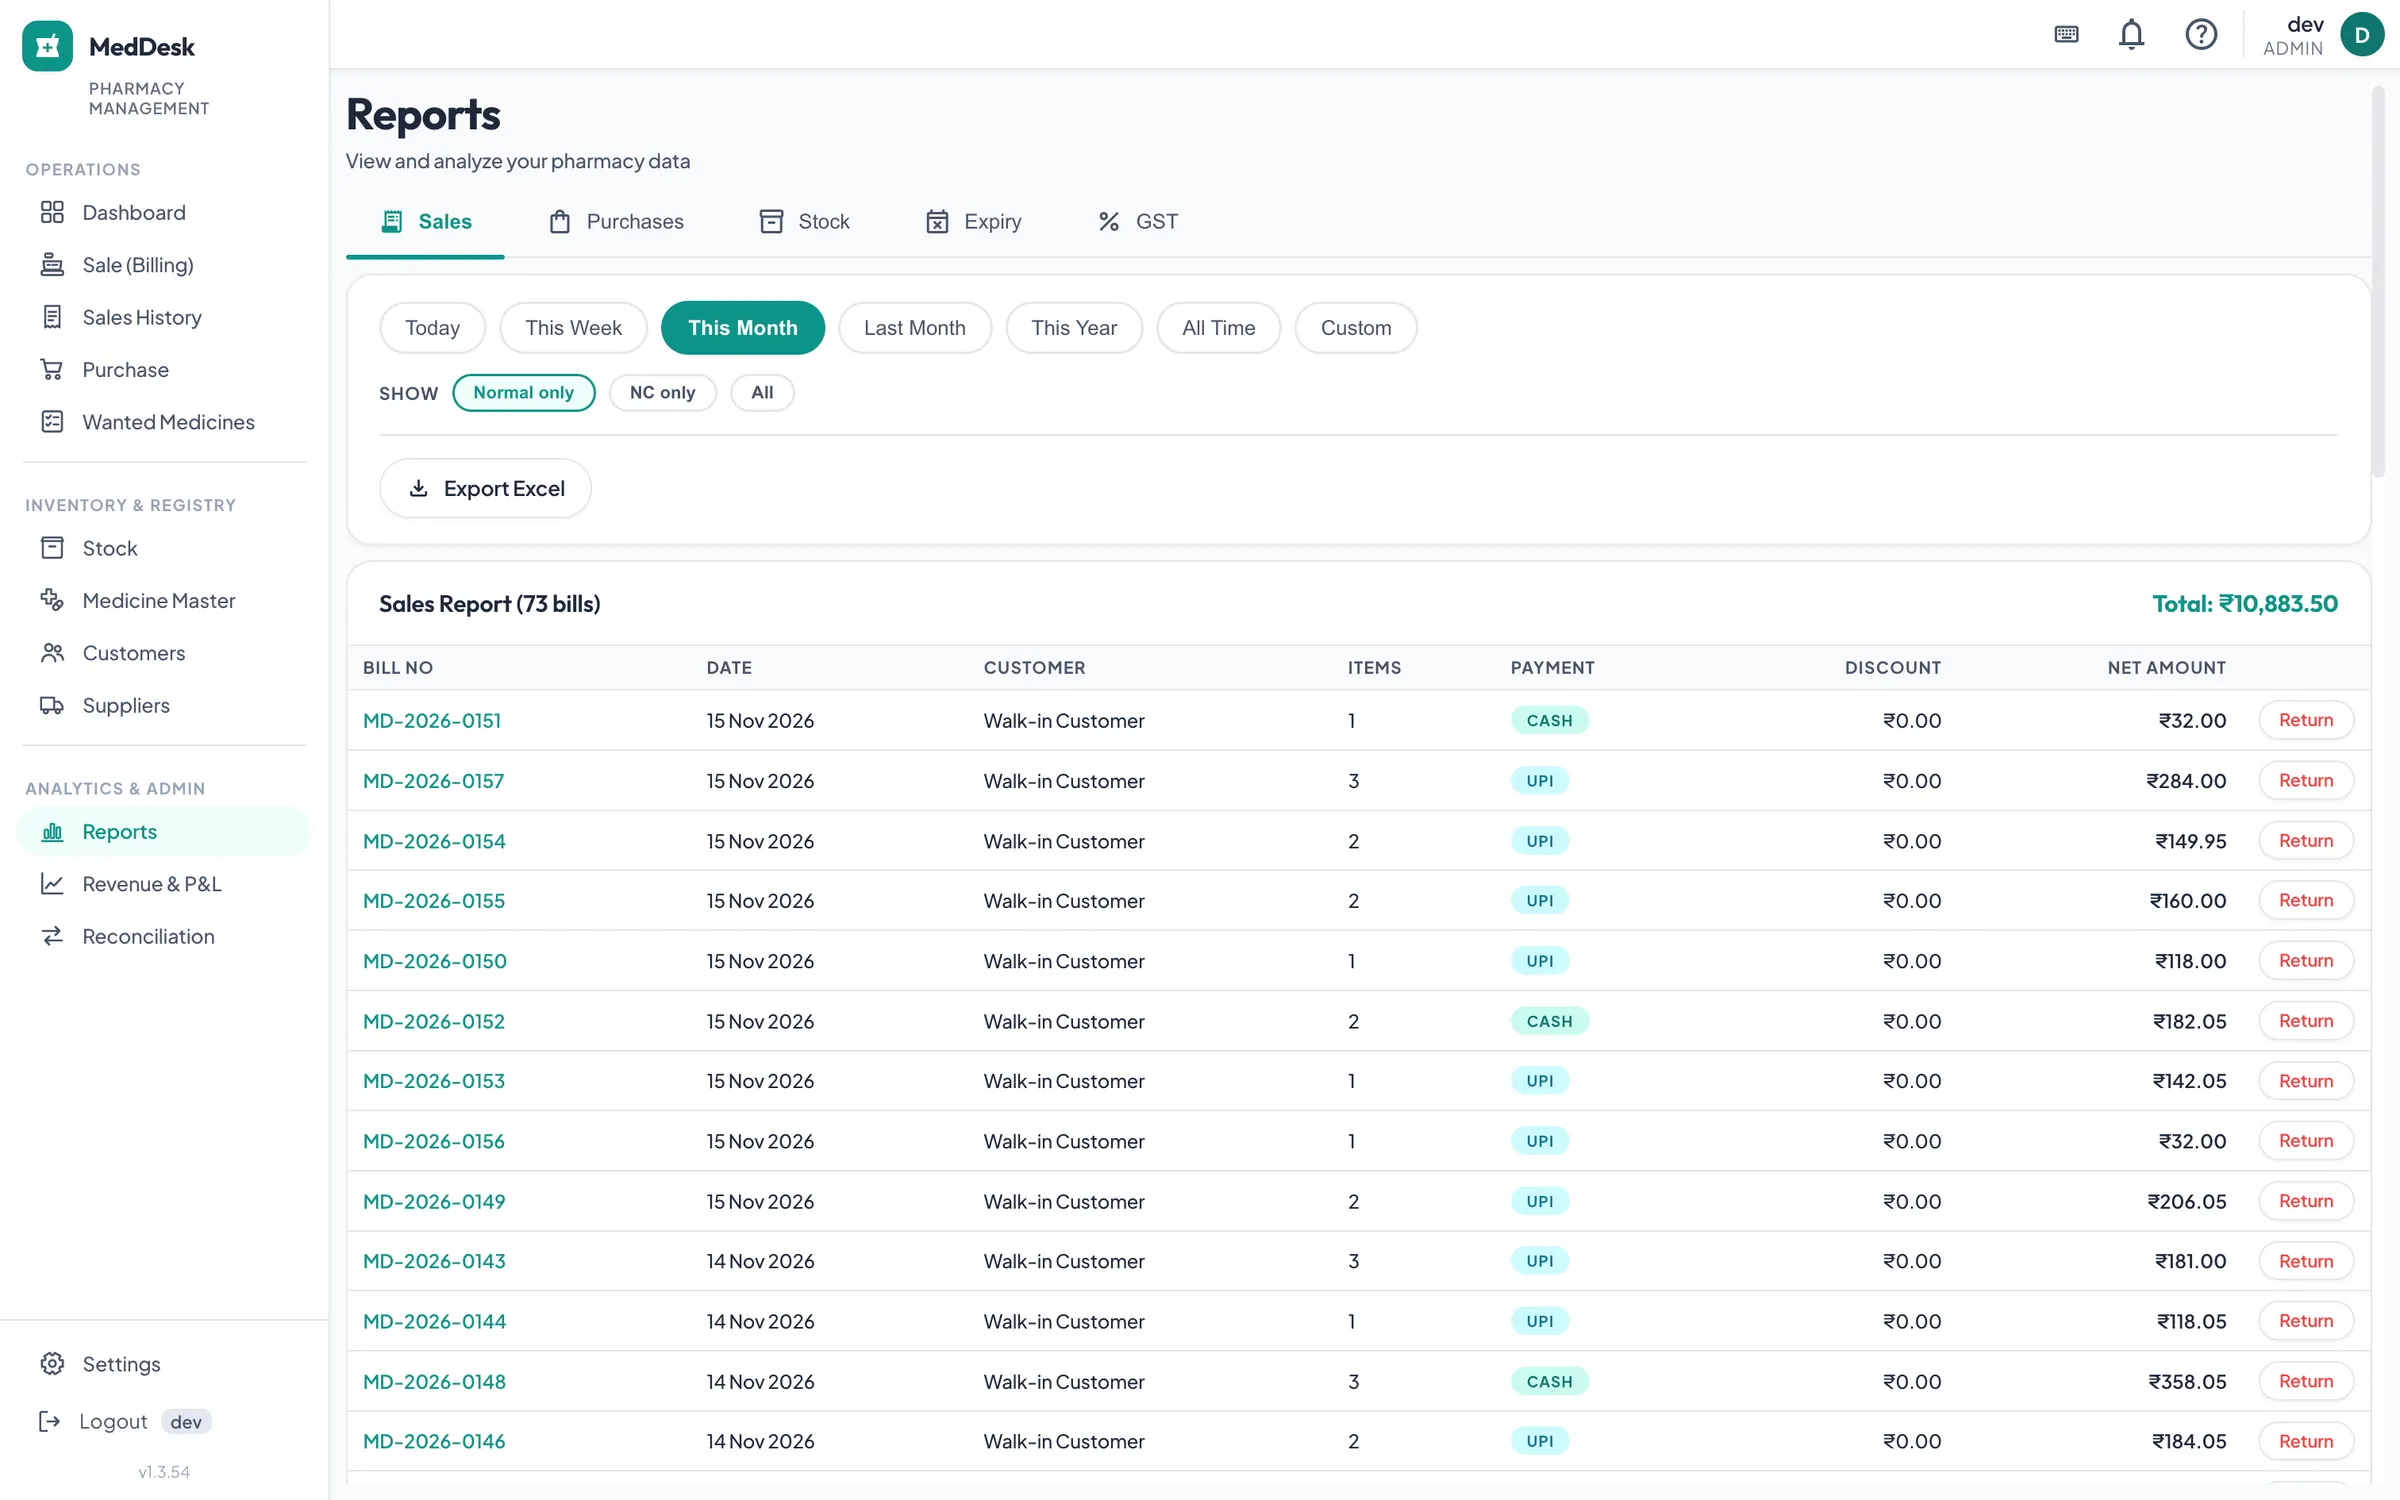 MedDesk
PHARMACY
MANAGEMENT
OPERATIONS
Dashboard
Sale (Billing)
Sales History
Purchase
Wanted Medicines
INVENTORY & REGISTRY
Stock
Medicine Master
Customers
Suppliers
ANALYTICS & ADMIN
Reports
Revenue & P&L
Reconciliation
Settings
Logout dev
v1.3.54
dev
ADMIN
D
Reports
View and analyze your pharmacy data
Sales Purchases Stock Expiry GST
Today This Week This Month Last Month This Year All Time Custom
SHOW Normal only NC only All
Export Excel
Sales Report (73 bills) Total: ₹10,883.50
BILL NO DATE CUSTOMER ITEMS PAYMENT DISCOUNT NET AMOUNT
MD-2026-0151 15 Nov 2026 Walk-in Customer 1 CASH ₹0.00 ₹32.00 Return
MD-2026-0157 15 Nov 2026 Walk-in Customer 3 UPI ₹0.00 ₹284.00 Return
MD-2026-0154 15 Nov 2026 Walk-in Customer 2 UPI ₹0.00 ₹149.95 Return
MD-2026-0155 15 Nov 2026 Walk-in Customer 2 UPI ₹0.00 ₹160.00 Return
MD-2026-0150 15 Nov 2026 Walk-in Customer 1 UPI ₹0.00 ₹118.00 Return
MD-2026-0152 15 Nov 2026 Walk-in Customer 2 CASH ₹0.00 ₹182.05 Return
MD-2026-0153 15 Nov 2026 Walk-in Customer 1 UPI ₹0.00 ₹142.05 Return
MD-2026-0156 15 Nov 2026 Walk-in Customer 1 UPI ₹0.00 ₹32.00 Return
MD-2026-0149 15 Nov 2026 Walk-in Customer 2 UPI ₹0.00 ₹206.05 Return
MD-2026-0143 14 Nov 2026 Walk-in Customer 3 UPI ₹0.00 ₹181.00 Return
MD-2026-0144 14 Nov 2026 Walk-in Customer 1 UPI ₹0.00 ₹118.05 Return
MD-2026-0148 14 Nov 2026 Walk-in Customer 3 CASH ₹0.00 ₹358.05 Return
MD-2026-0146 14 Nov 2026 Walk-in Customer 2 UPI ₹0.00 ₹184.05 Return